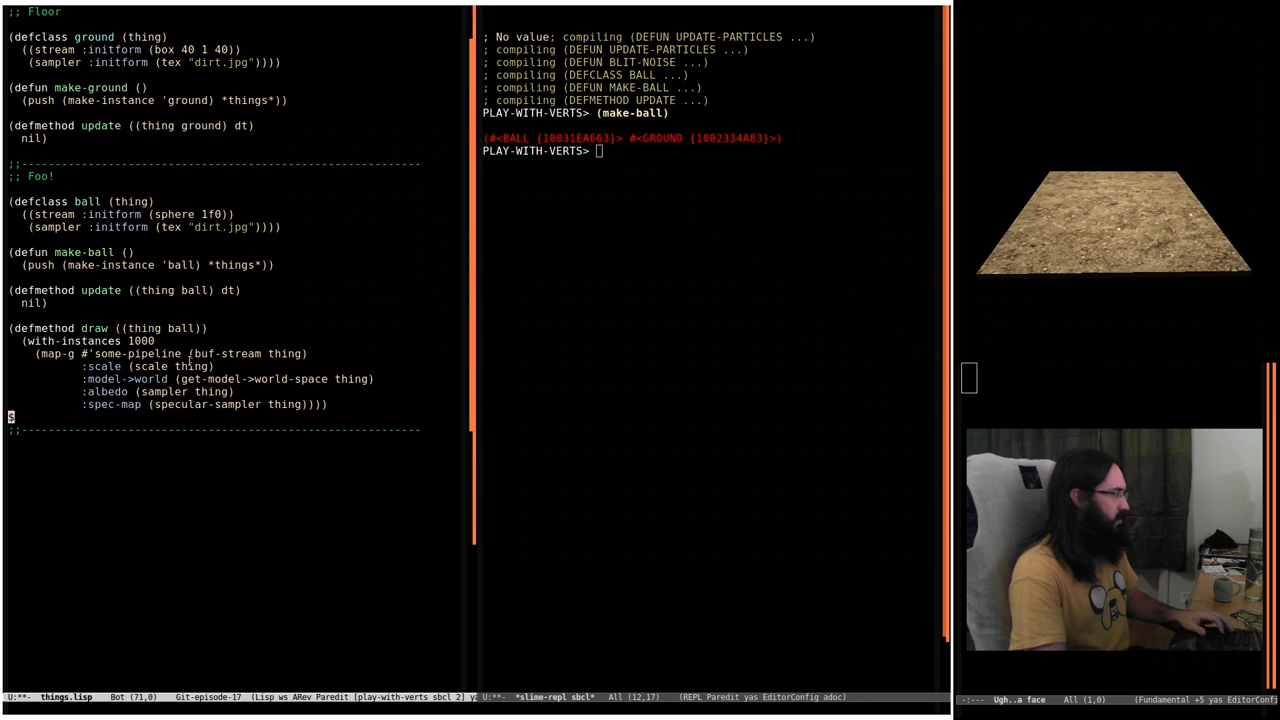 ;; Floor
(defclass ground (thing)
  ((stream :initform (box 40 1 40))
   (sampler :initform (tex "dirt.jpg"))))
(defun make-ground ()
  (push (make-instance 'ground) *things*))
(defmethod update ((thing ground) dt)
  nil)
;;------------------------------------------------------------
;; Foo!
(defclass ball (thing)
  ((stream :initform (sphere 1f0))
   (sampler :initform (tex "dirt.jpg"))))
(defun make-ball ()
  (push (make-instance 'ball) *things*))
(defmethod update ((thing ball) dt)
  nil)
(defmethod draw ((thing ball))
  (with-instances 1000
    (map-g #'some-pipeline (buf-stream thing)
           :scale (scale thing)
           :model->world (get-model->world-space thing)
           :albedo (sampler thing)
           :spec-map (specular-sampler thing))))
$
;;------------------------------------------------------------
U:**-  things.lisp    Bot (71,0)    Git-episode-17  (Lisp ws ARev Paredit [play-with-verts sbcl 2] ya
; No value; compiling (DEFUN UPDATE-PARTICLES ...)
; compiling (DEFUN UPDATE-PARTICLES ...)
; compiling (DEFUN BLIT-NOISE ...)
; compiling (DEFCLASS BALL ...)
; compiling (DEFUN MAKE-BALL ...)
; compiling (DEFMETHOD UPDATE ...)
PLAY-WITH-VERTS> (make-ball)
(#<BALL {10031EA663}> #<GROUND {1002334A83}>)
PLAY-WITH-VERTS>
U:**-  *slime-repl sbcl*   All (12,17)    (REPL Paredit yas EditorConfig adoc)
-:---  Ugh..a face    All (1,0)    (Fundamental +5 yas EditorConfi